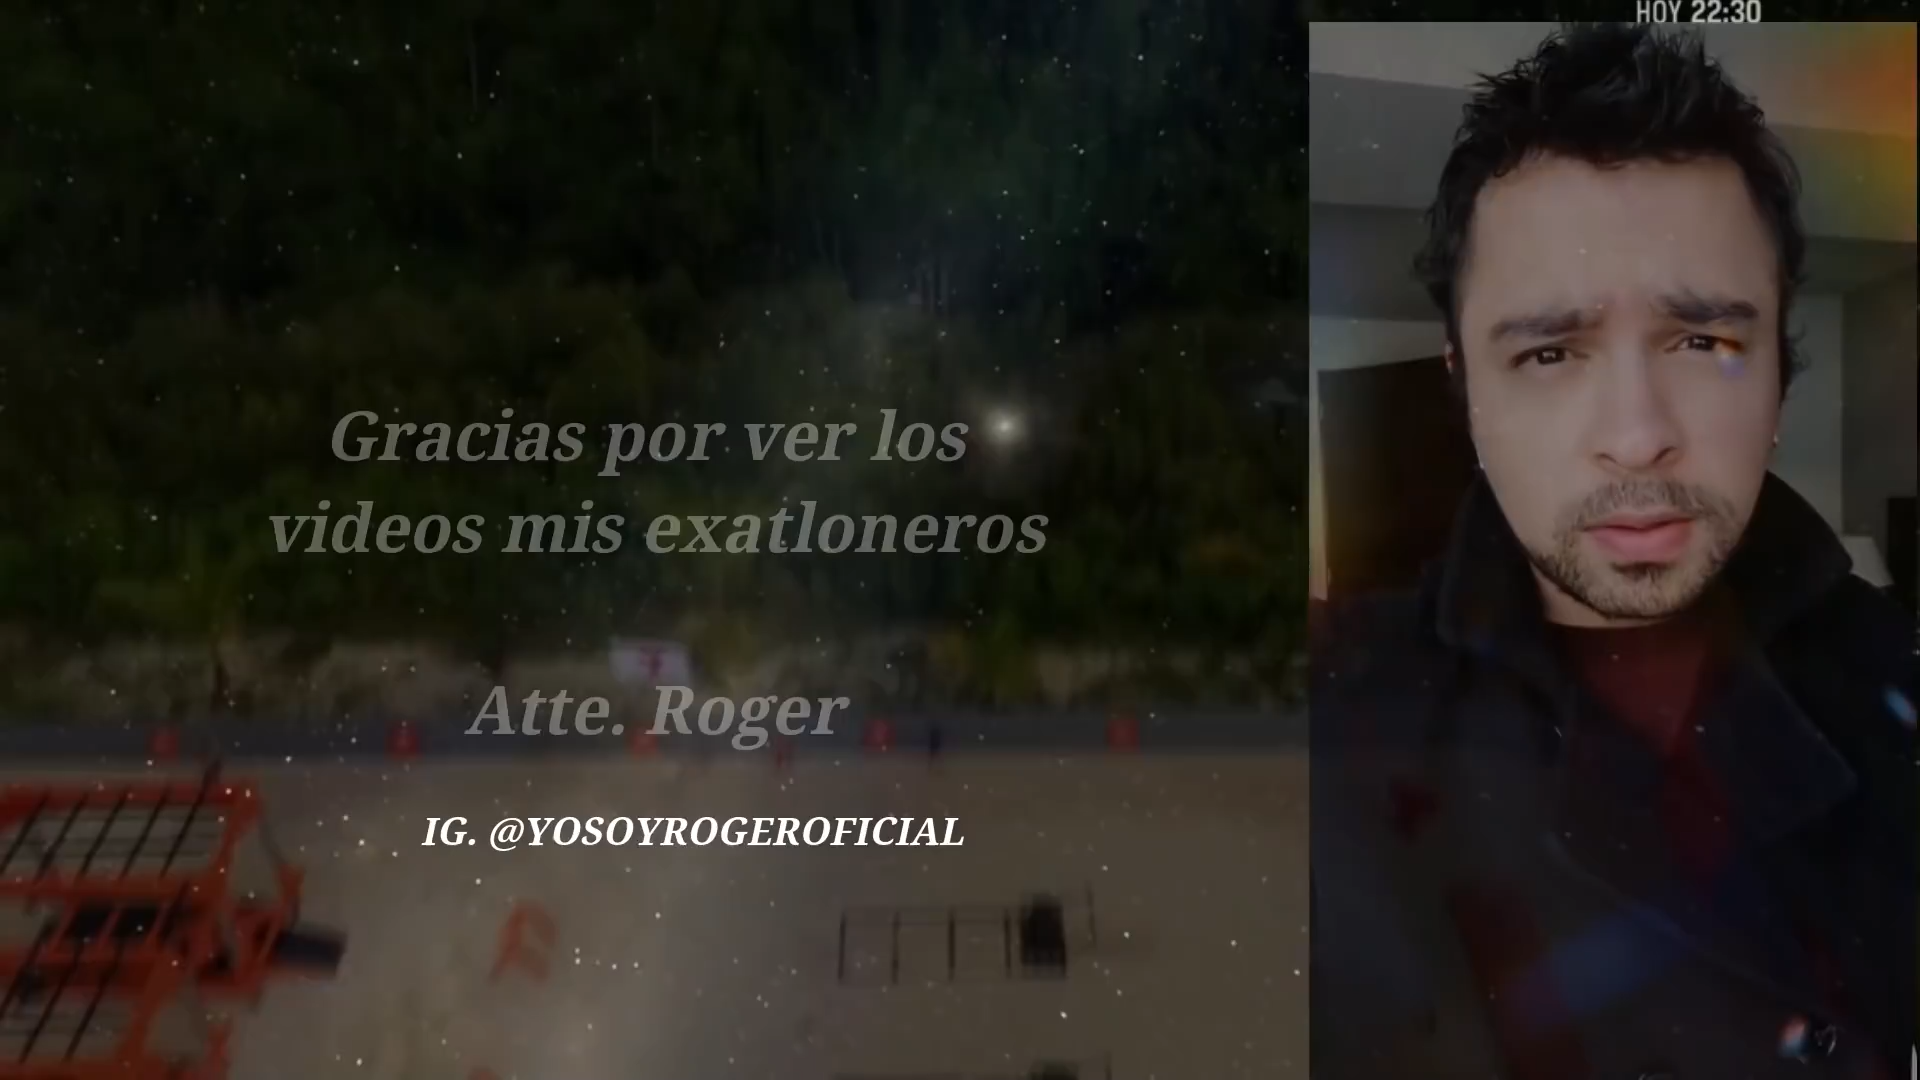 HOY 22:30
Gracias por ver los
videos mis exatloneros
Atte. Roger
IG. @YOSOYROGEROFICIAL